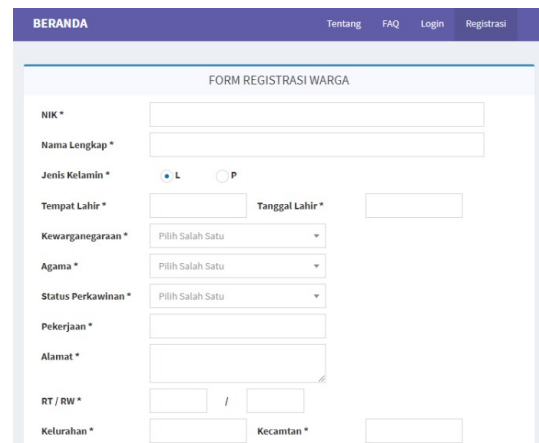 BERANDA Tentang FAQ Login Registrasi
FORM REGISTRASI WARGA
NIK *
Nama Lengkap *
Jenis Kelamin * L P
Tempat Lahir * Tanggal Lahir *
Kewarganegaraan * Pilih Salah Satu
Agama * Pilih Salah Satu
Status Perkawinan * Pilih Salah Satu
Pekerjaan *
Alamat *
RT / RW * /
Kelurahan * Kecamtan *